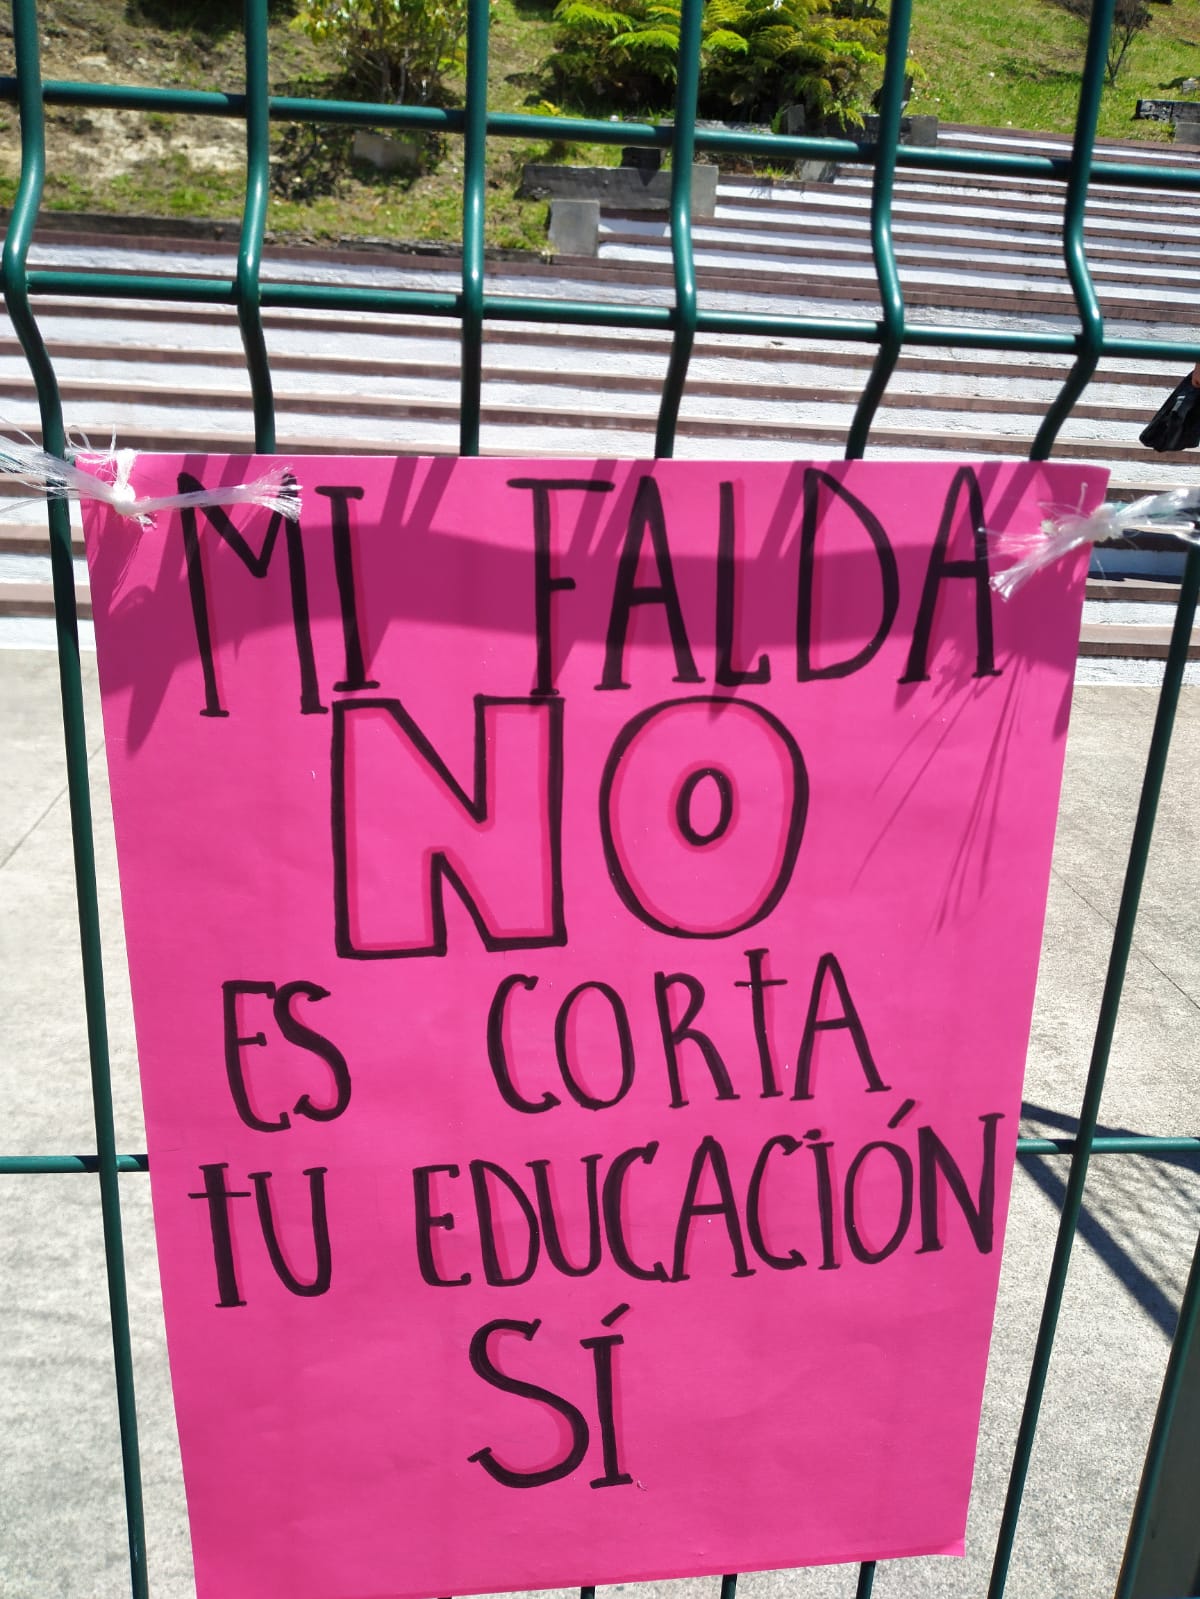 MI FALDA
NO
ES CORTA
TU EDUCACIÓN
SÍ